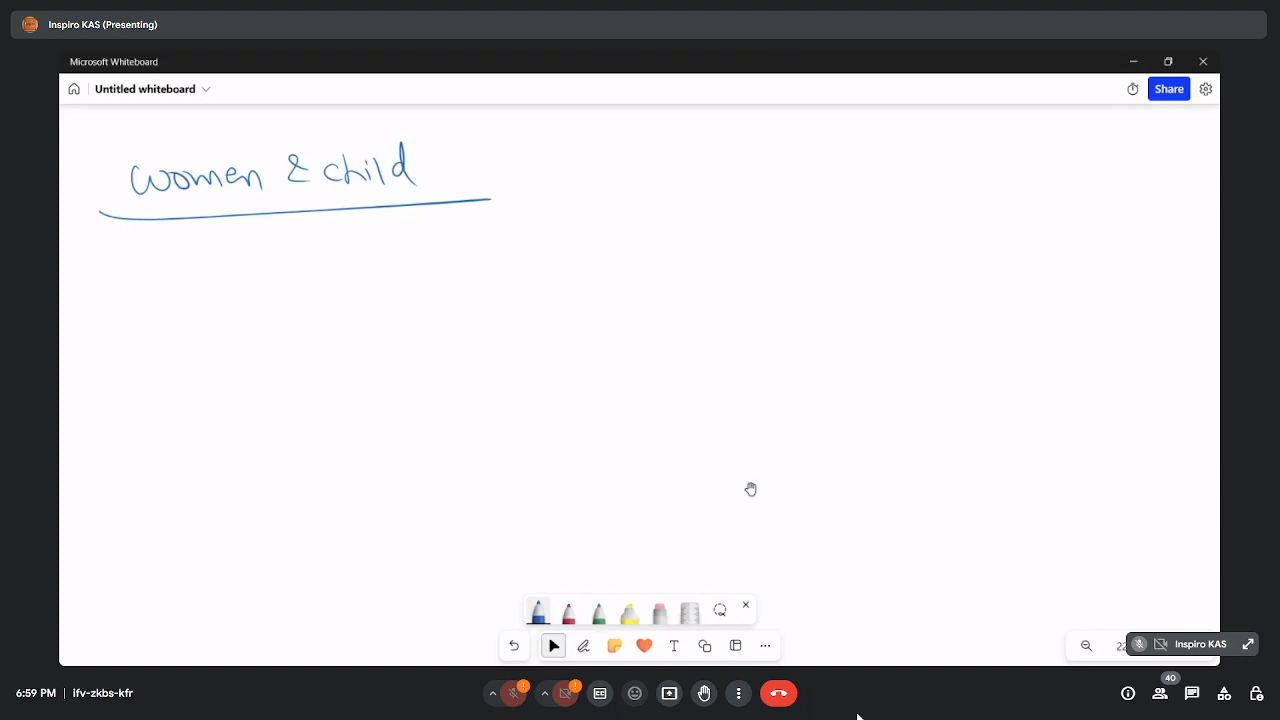 Inspiro KAS (Presenting)
Microsoft Whiteboard
Untitled whiteboard
Share
women & child
T
22
Inspiro KAS
40
6:59 PM | ifv-zkbs-kfr